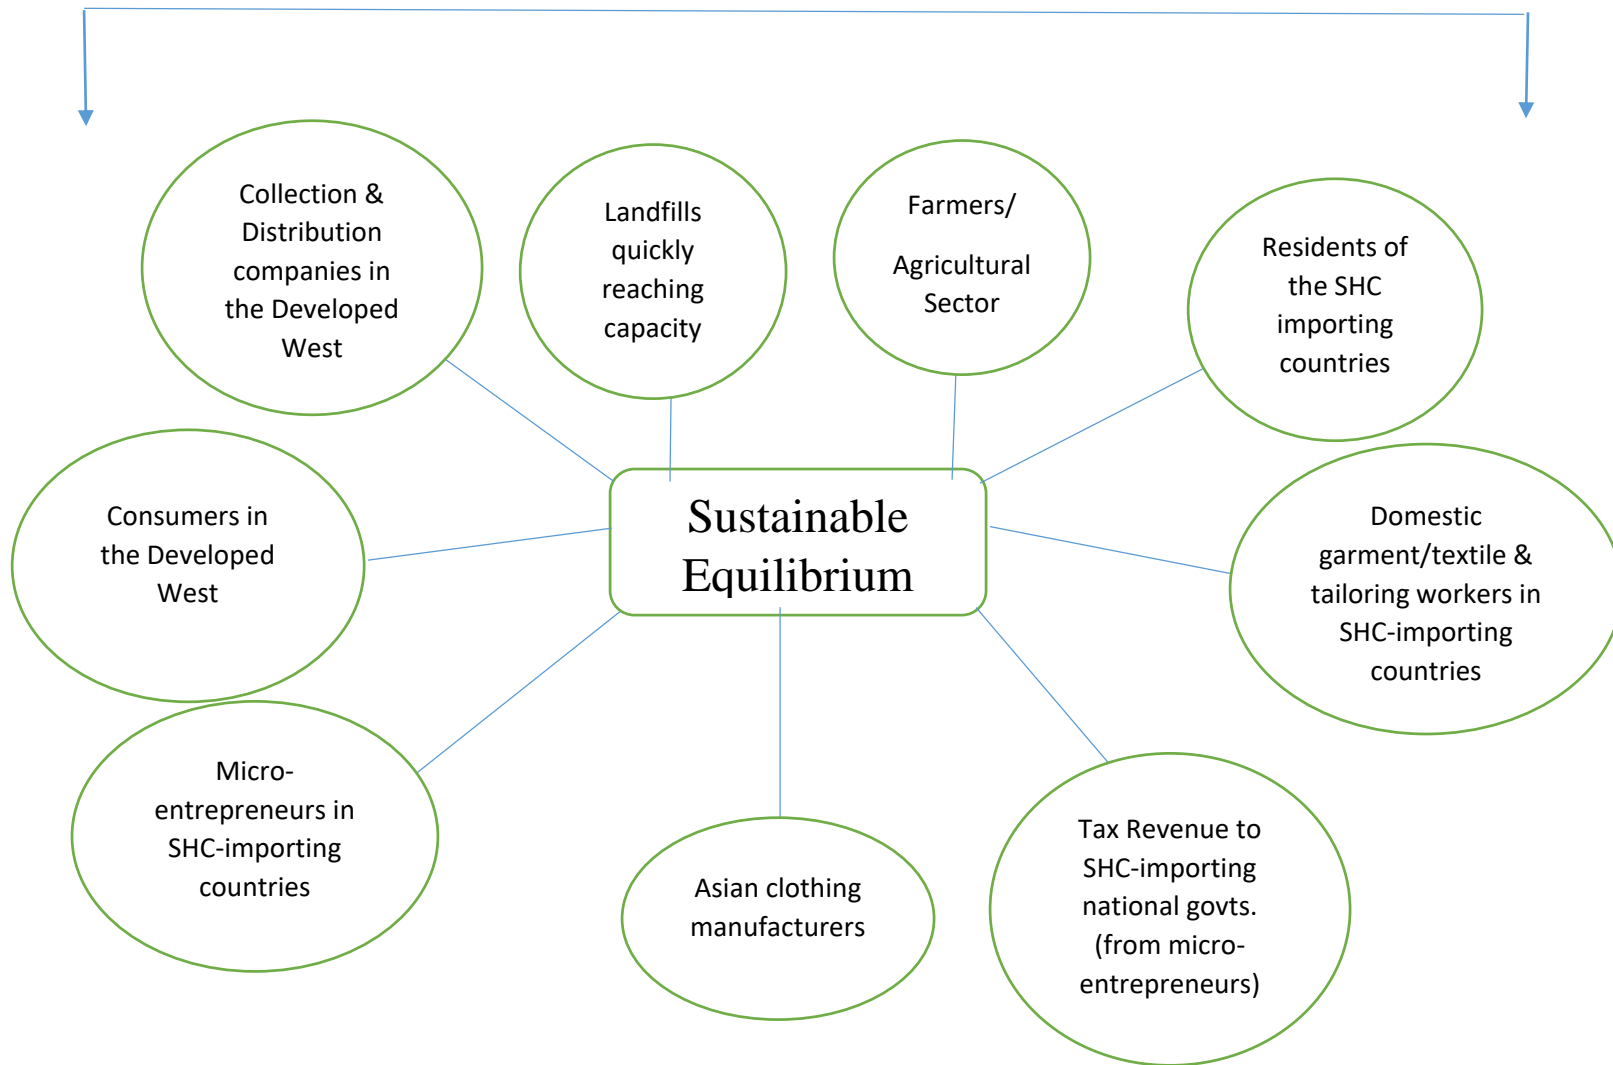 Collection &
Distribution
companies in
the Developed
West
Landfills
quickly
reaching
capacity
Farmers/
Agricultural
Sector
Residents of
the SHC
importing
countries
Consumers in
the Developed
West
Sustainable
Equilibrium
Domestic
garment/textile &
tailoring workers in
SHC-importing
countries
Micro-
entrepreneurs in
SHC-importing
countries
Asian clothing
manufacturers
Tax Revenue to
SHC-importing
national govts.
(from micro-
entrepreneurs)